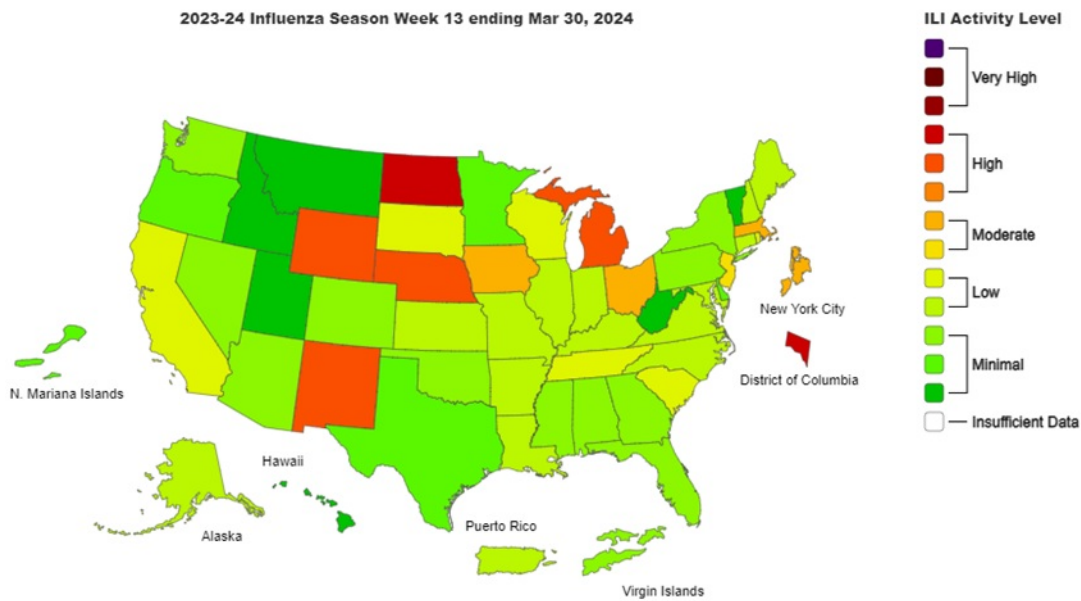 2023-24 Influenza Season Week 13 ending Mar 30, 2024
ILI Activity Level
Very High
High
Moderate
Low
Minimal
Insufficient Data
New York City
District of Columbia
N. Mariana Islands
Hawaii
Alaska
Puerto Rico
Virgin Islands